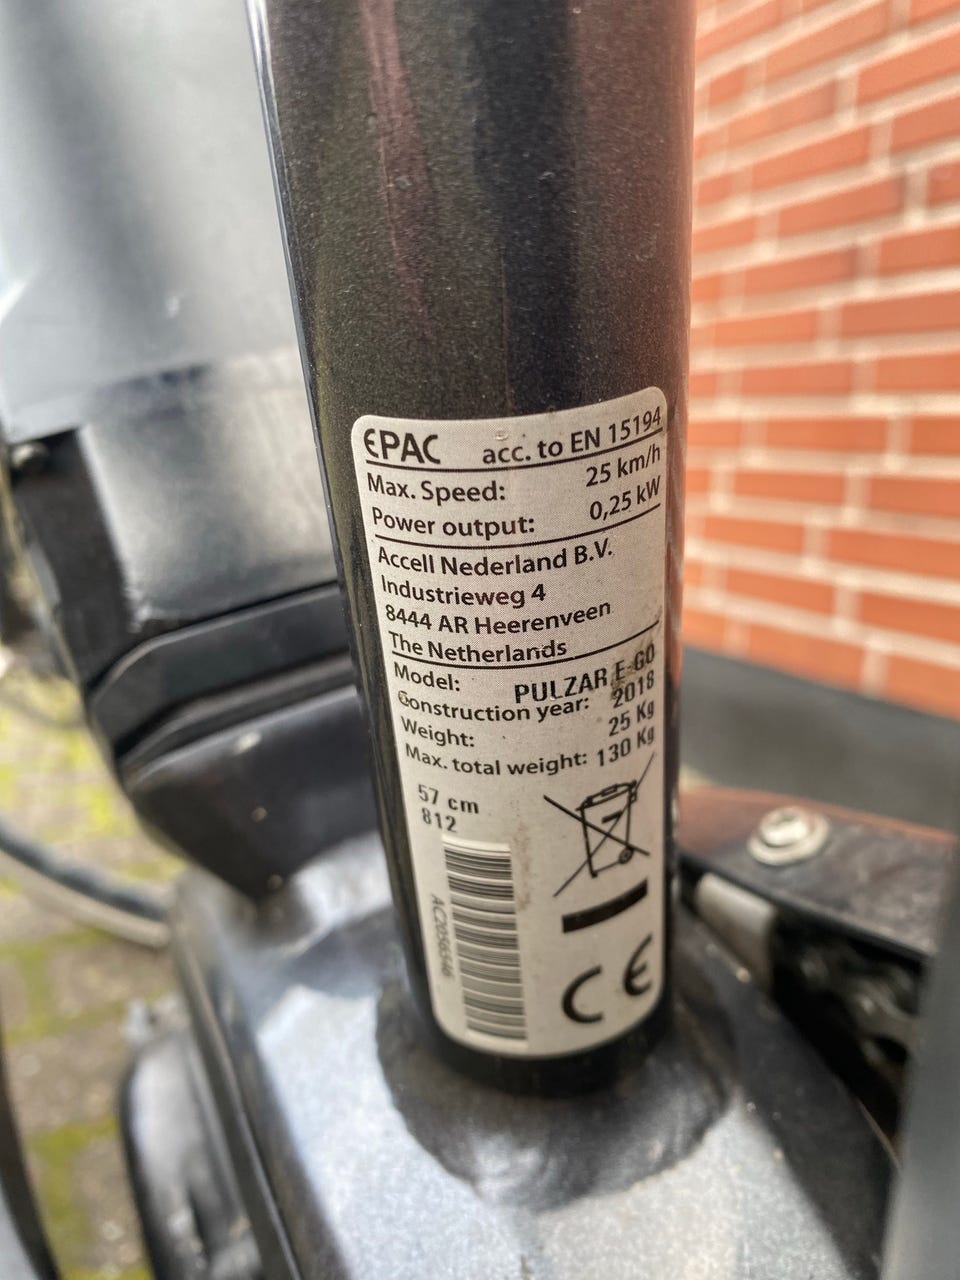 EPAC acc. to EN 15194
Max. Speed: 25 km/h
Power output: 0,25 kW
Accell Nederland B.V.
Industrieweg 4
8444 AR Heerenveen
The Netherlands
Model: PULZAR E-GO
Construction year: 2018
Weight: 25 Kg
Max. total weight: 130 Kg
57 cm
812
AC2056546
CE